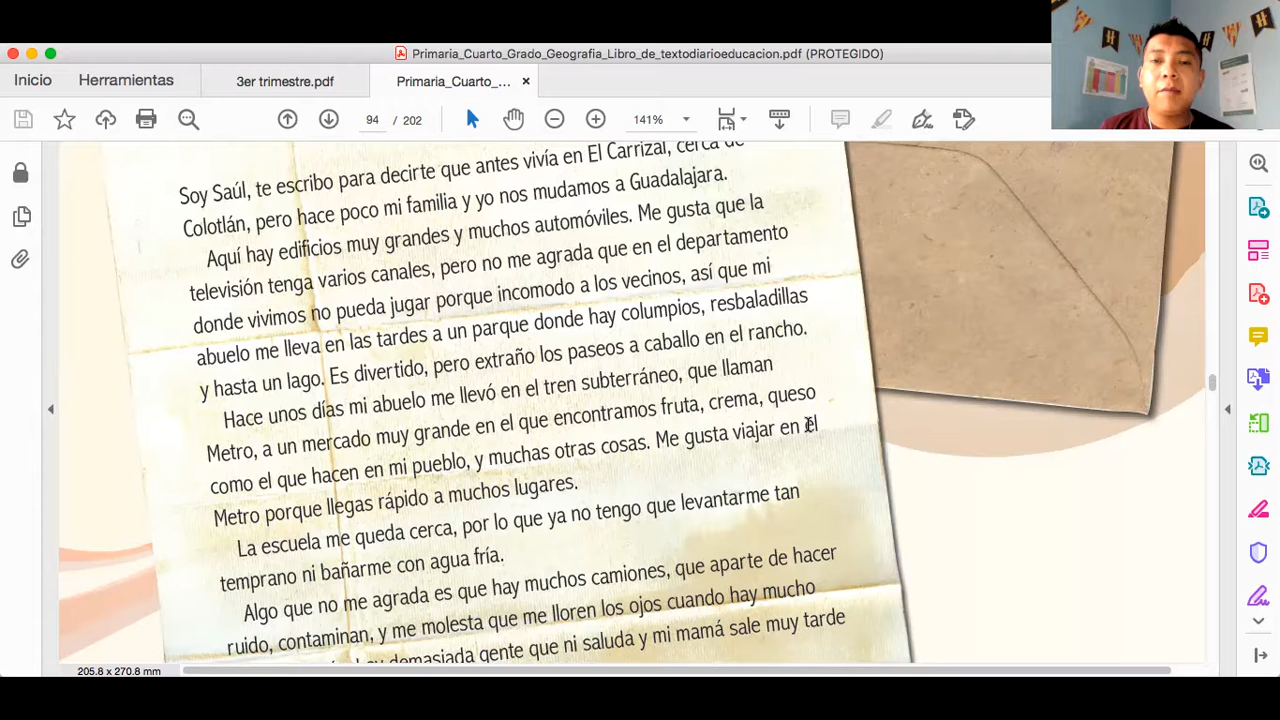 Primaria_Cuarto_Grado_Geografia_Libro_de_textodiarioeducacion.pdf (PROTEGIDO)
Inicio Herramientas 3er trimestre.pdf Primaria_Cuarto_... ×
94 / 202 141%
Soy Saúl, te escribo para decirte que antes vivía en El Carrizal, cerca de
Colotlán, pero hace poco mi familia y yo nos mudamos a Guadalajara.
Aquí hay edificios muy grandes y muchos automóviles. Me gusta que la
televisión tenga varios canales, pero no me agrada que en el departamento
donde vivimos no pueda jugar porque incomodo a los vecinos, así que mi
abuelo me lleva en las tardes a un parque donde hay columpios, resbaladillas
y hasta un lago. Es divertido, pero extraño los paseos a caballo en el rancho.
Hace unos días mi abuelo me llevó en el tren subterráneo, que llaman
Metro, a un mercado muy grande en el que encontramos fruta, crema, queso
como el que hacen en mi pueblo, y muchas otras cosas. Me gusta viajar en el
Metro porque llegas rápido a muchos lugares.
La escuela me queda cerca, por lo que ya no tengo que levantarme tan
temprano ni bañarme con agua fría.
Algo que no me agrada es que hay muchos camiones, que aparte de hacer
ruido, contaminan, y me molesta que me lloren los ojos cuando hay mucho
demasiada gente que ni saluda y mi mamá sale muy tarde
205.8 x 270.8 mm